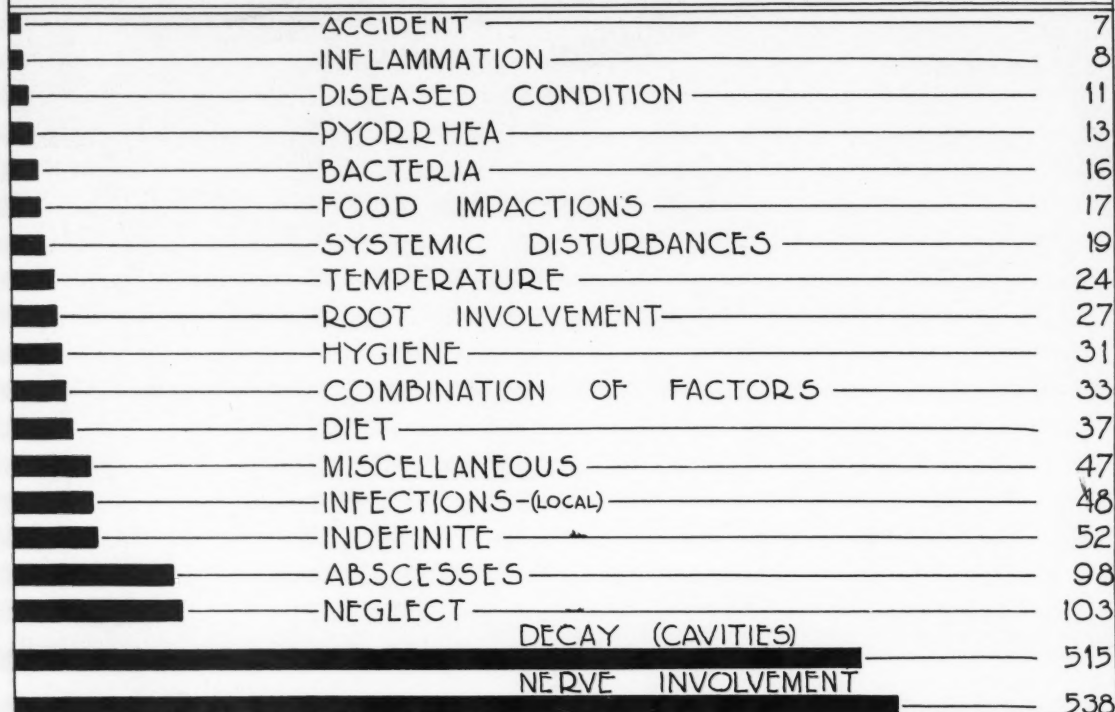 ACCIDENT 7
INFLAMMATION 8
DISEASED CONDITION 11
PYORRHEA 13
BACTERIA 16
FOOD IMPACTIONS 17
SYSTEMIC DISTURBANCES 19
TEMPERATURE 24
ROOT INVOLVEMENT 27
HYGIENE 31
COMBINATION OF FACTORS 33
DIET 37
MISCELLANEOUS 47
INFECTIONS-(LOCAL) 48
INDEFINITE 52
ABSCESSES 98
NEGLECT 103
DECAY (CAVITIES) 515
NERVE INVOLVEMENT 538